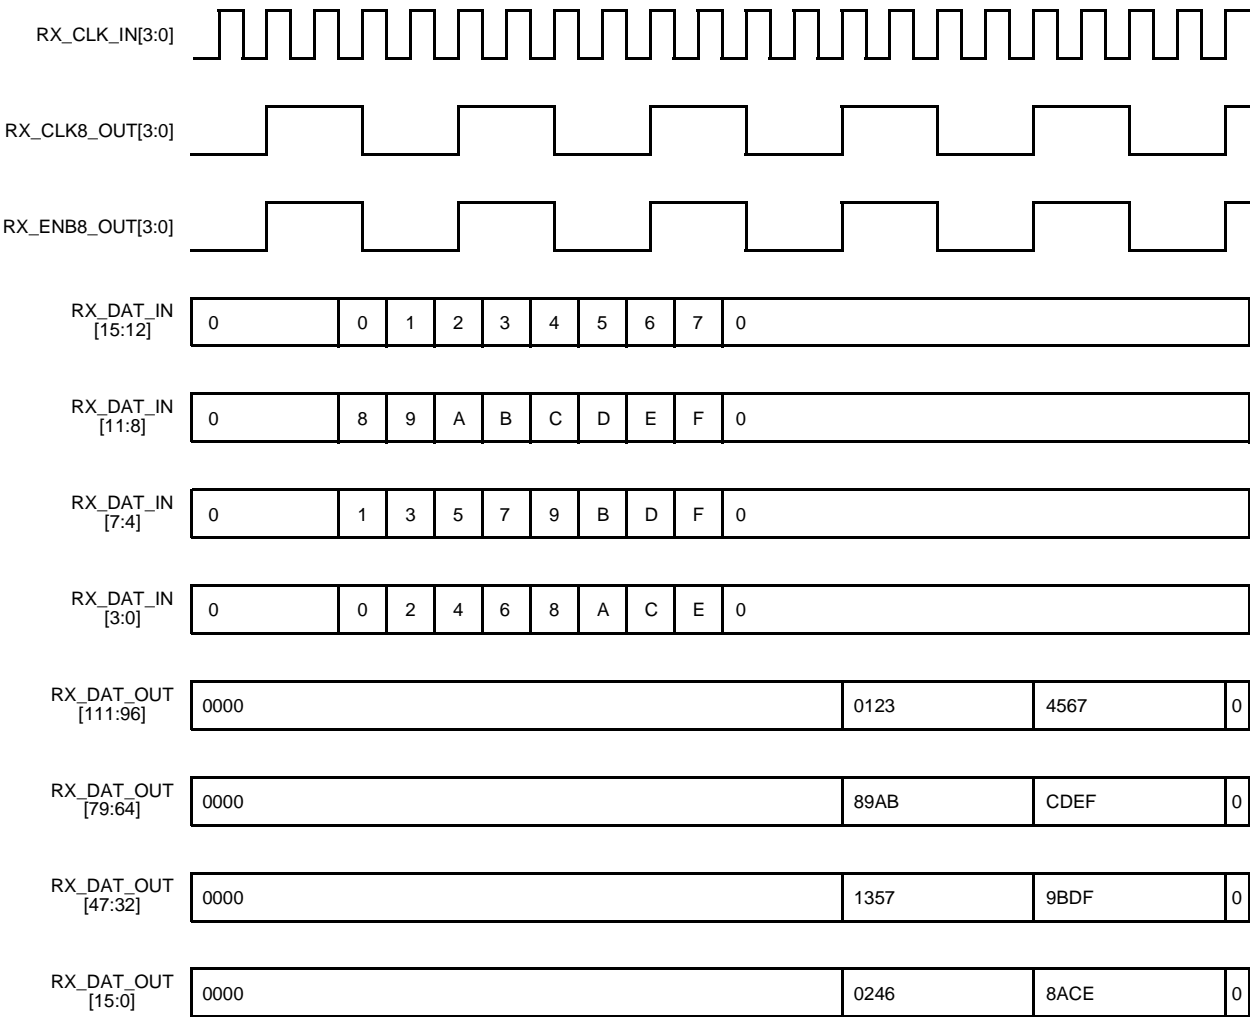 RX_CLK_IN[3:0]
RX_CLK8_OUT[3:0]
RX_ENB8_OUT[3:0]
RX_DAT_IN
[15:12]
0 0 1 2 3 4 5 6 7 0
RX_DAT_IN
[11:8]
0 8 9 A B C D E F 0
RX_DAT_IN
[7:4]
0 1 3 5 7 9 B D F 0
RX_DAT_IN
[3:0]
0 0 2 4 6 8 A C E 0
RX_DAT_OUT
[111:96]
0000 0123 4567 0
RX_DAT_OUT
[79:64]
0000 89AB CDEF 0
RX_DAT_OUT
[47:32]
0000 1357 9BDF 0
RX_DAT_OUT
[15:0]
0000 0246 8ACE 0